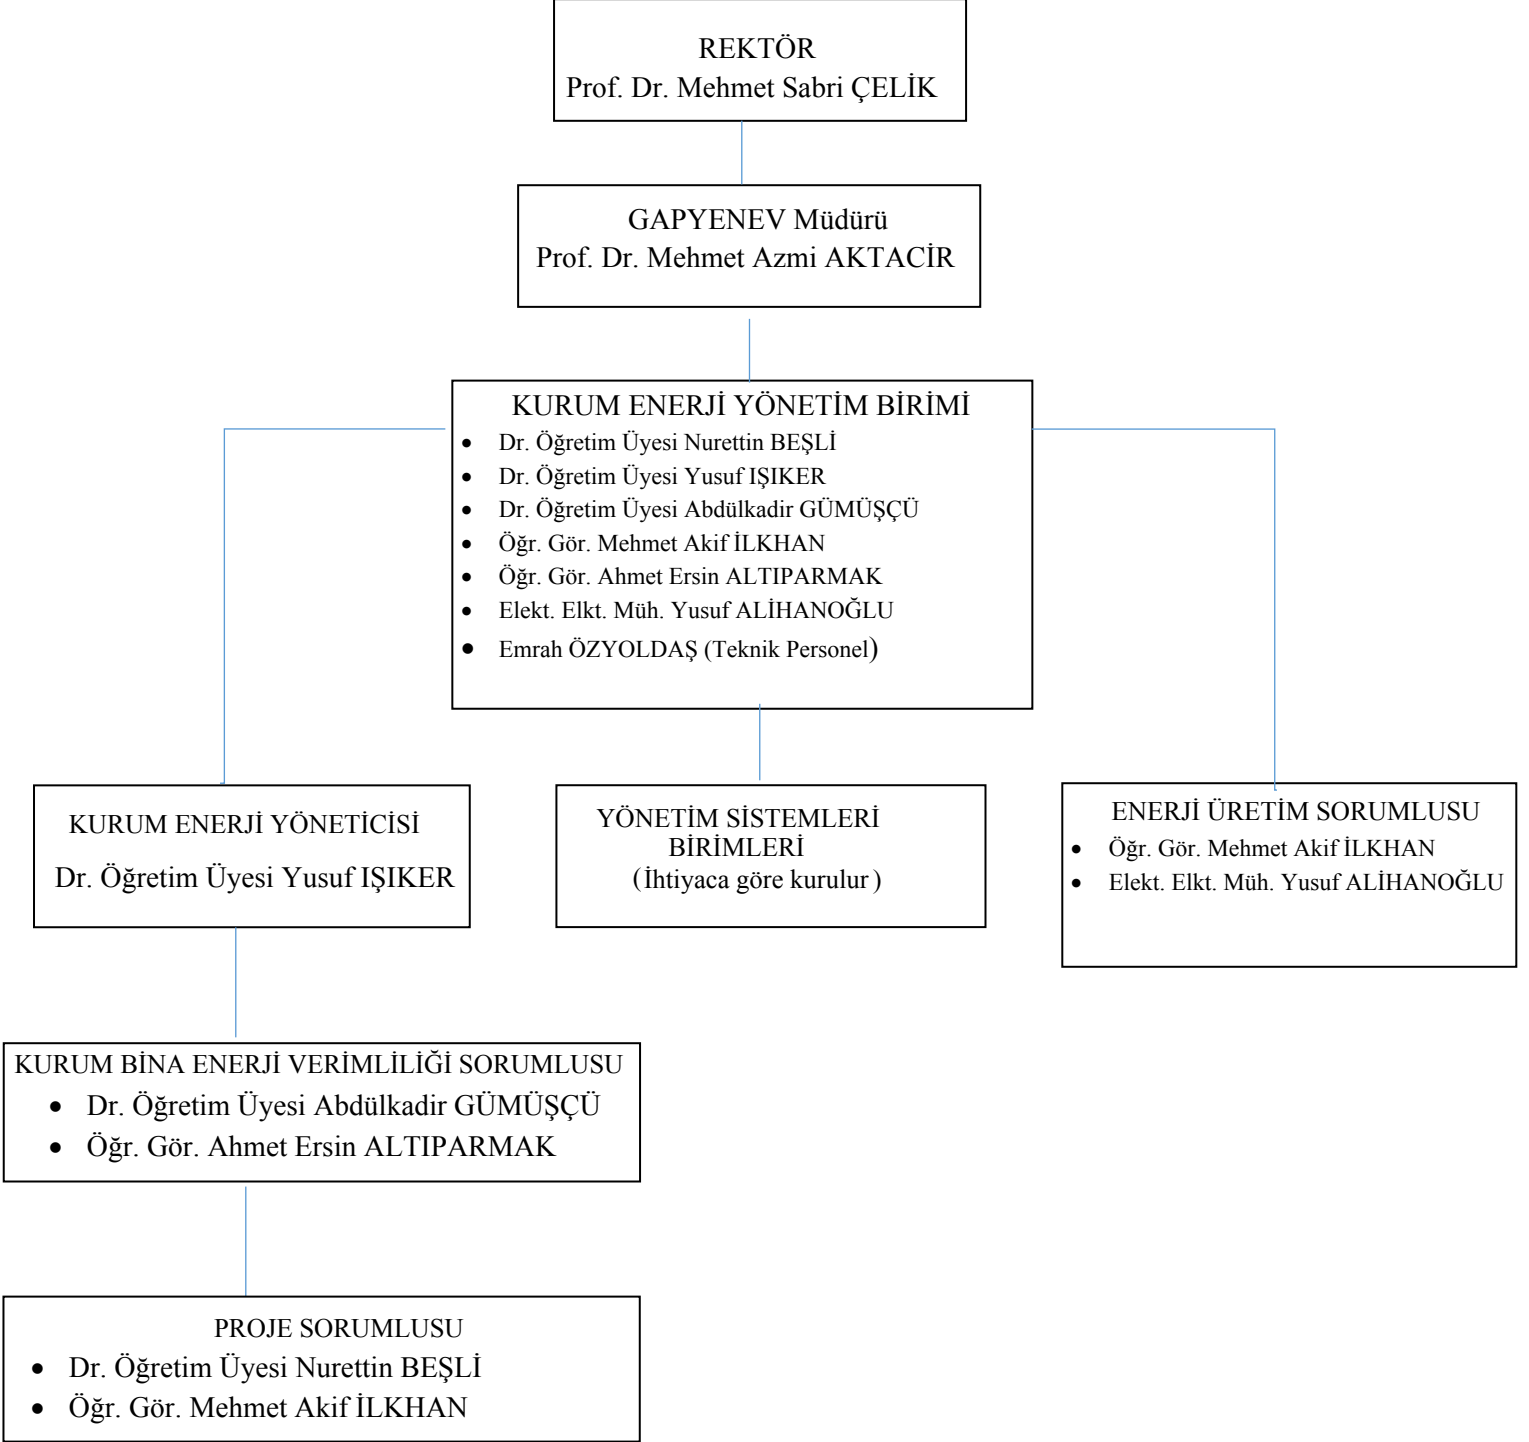 REKTÖR
Prof. Dr. Mehmet Sabri ÇELİK
GAPYENEV Müdürü
Prof. Dr. Mehmet Azmi AKTACİR
KURUM ENERJİ YÖNETİM BİRİMİ
• Dr. Öğretim Üyesi Nurettin BEŞLİ
• Dr. Öğretim Üyesi Yusuf IŞIKER
• Dr. Öğretim Üyesi Abdülkadir GÜMÜŞÇÜ
• Öğr. Gör. Mehmet Akif İLKHAN
• Öğr. Gör. Ahmet Ersin ALTIPARMAK
• Elekt. Elkt. Müh. Yusuf ALİHANOĞLU
• Emrah ÖZYOLDAŞ (Teknik Personel)
KURUM ENERJİ YÖNETİCİSİ
Dr. Öğretim Üyesi Yusuf IŞIKER
YÖNETİM SİSTEMLERİ
BİRİMLERİ
(İhtiyaca göre kurulur)
ENERJİ ÜRETİM SORUMLUSU
• Öğr. Gör. Mehmet Akif İLKHAN
• Elekt. Elkt. Müh. Yusuf ALİHANOĞLU
KURUM BİNA ENERJİ VERİMLİLİĞİ SORUMLUSU
• Dr. Öğretim Üyesi Abdülkadir GÜMÜŞÇÜ
• Öğr. Gör. Ahmet Ersin ALTIPARMAK
PROJE SORUMLUSU
• Dr. Öğretim Üyesi Nurettin BEŞLİ
• Öğr. Gör. Mehmet Akif İLKHAN